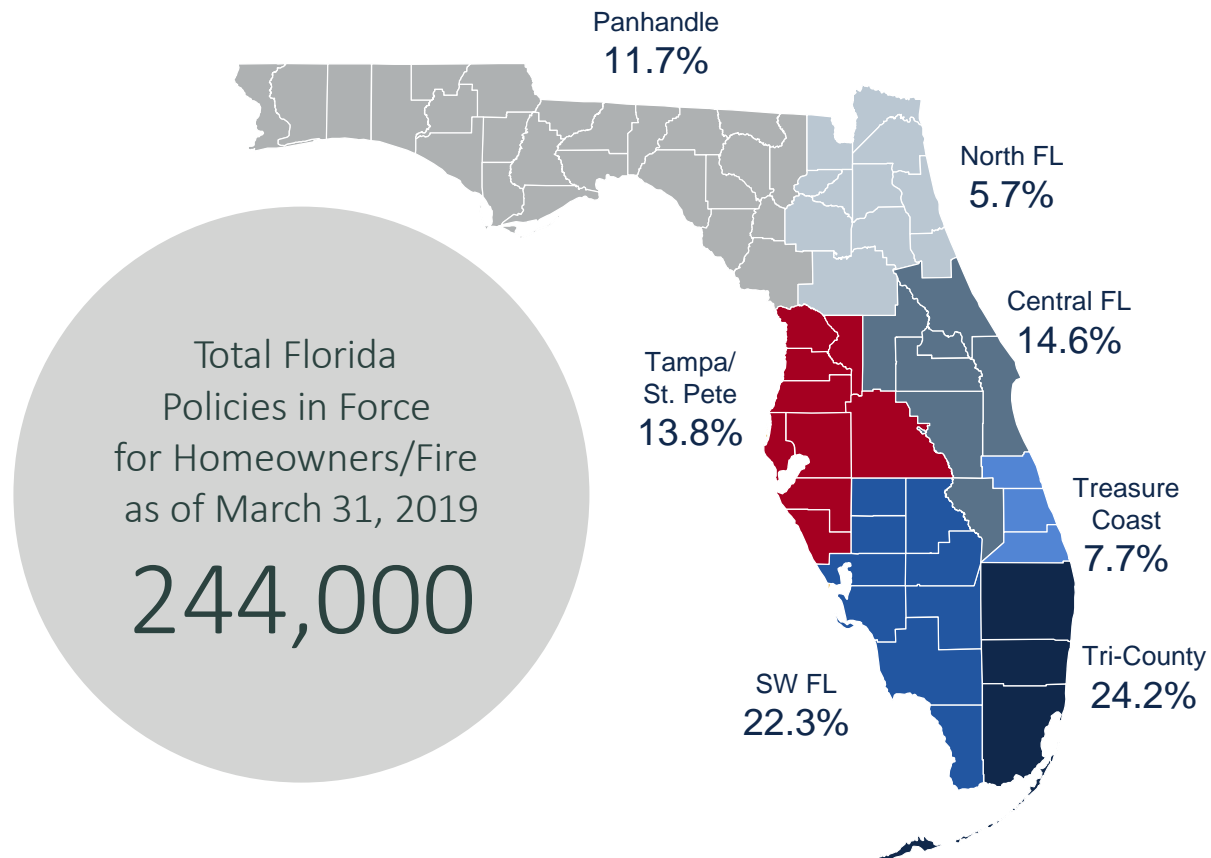 Panhandle
11.7%
North FL
5.7%
Central FL
14.6%
Tampa/
St. Pete
13.8%
Treasure
Coast
7.7%
Tri-County
24.2%
SW FL
22.3%
Total Florida
Policies in Force
for Homeowners/Fire
as of March 31, 2019
244,000